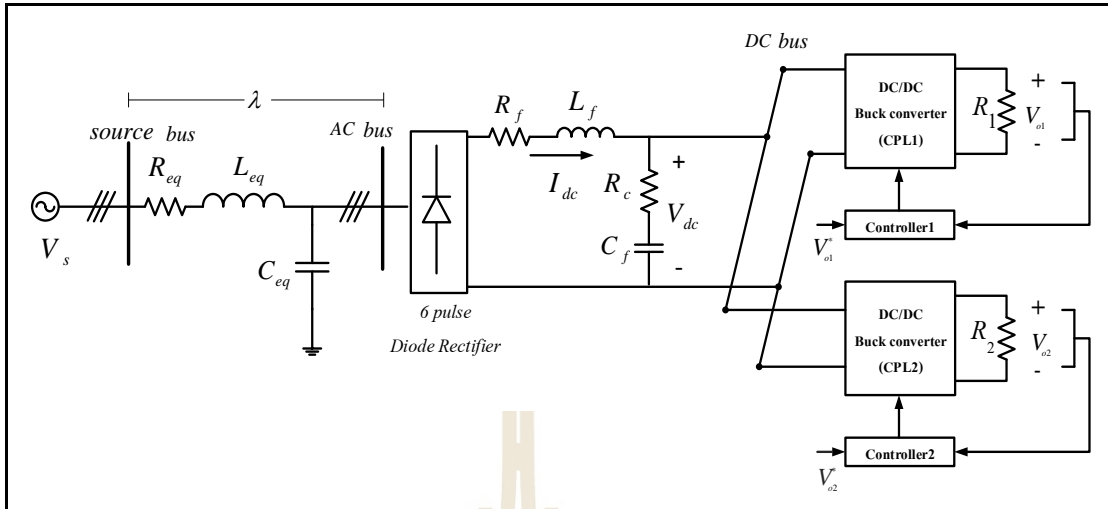 DC bus
λ
source bus
AC bus
R_eq
L_eq
C_eq
V_s
6 pulse
Diode Rectifier
R_f
L_f
I_dc
R_c
C_f
+
V_dc
-
DC/DC
Buck converter
(CPL1)
R_1
+
V_o1
-
Controller1
V*_o1
DC/DC
Buck converter
(CPL2)
R_2
+
V_o2
-
Controller2
V*_o2